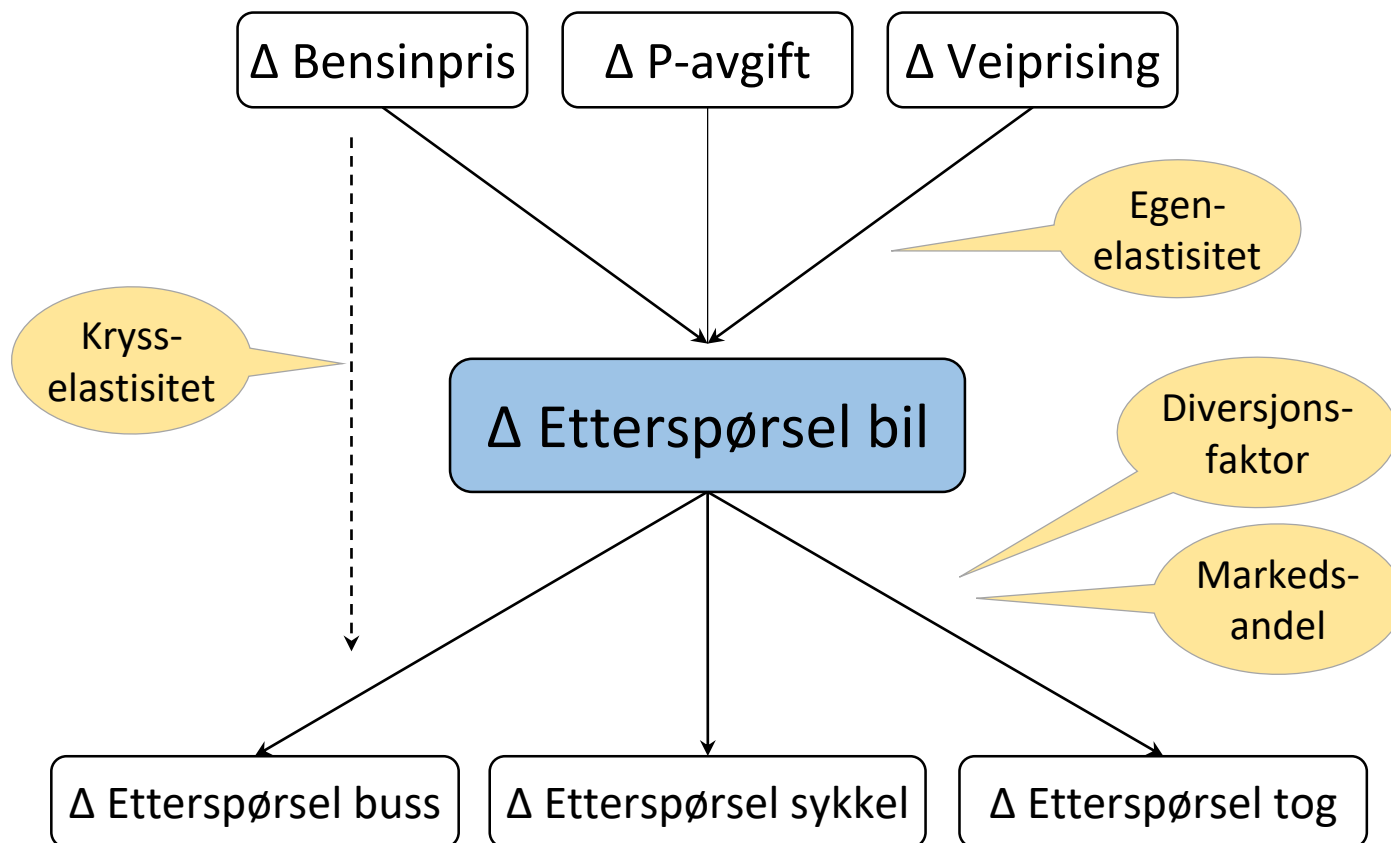 Δ Bensinpris
Δ P-avgift
Δ Veiprising
Egen-
elastisitet
Kryss-
elastisitet
Δ Etterspørsel bil
Diversjons-
faktor
Markeds-
andel
Δ Etterspørsel buss
Δ Etterspørsel sykkel
Δ Etterspørsel tog